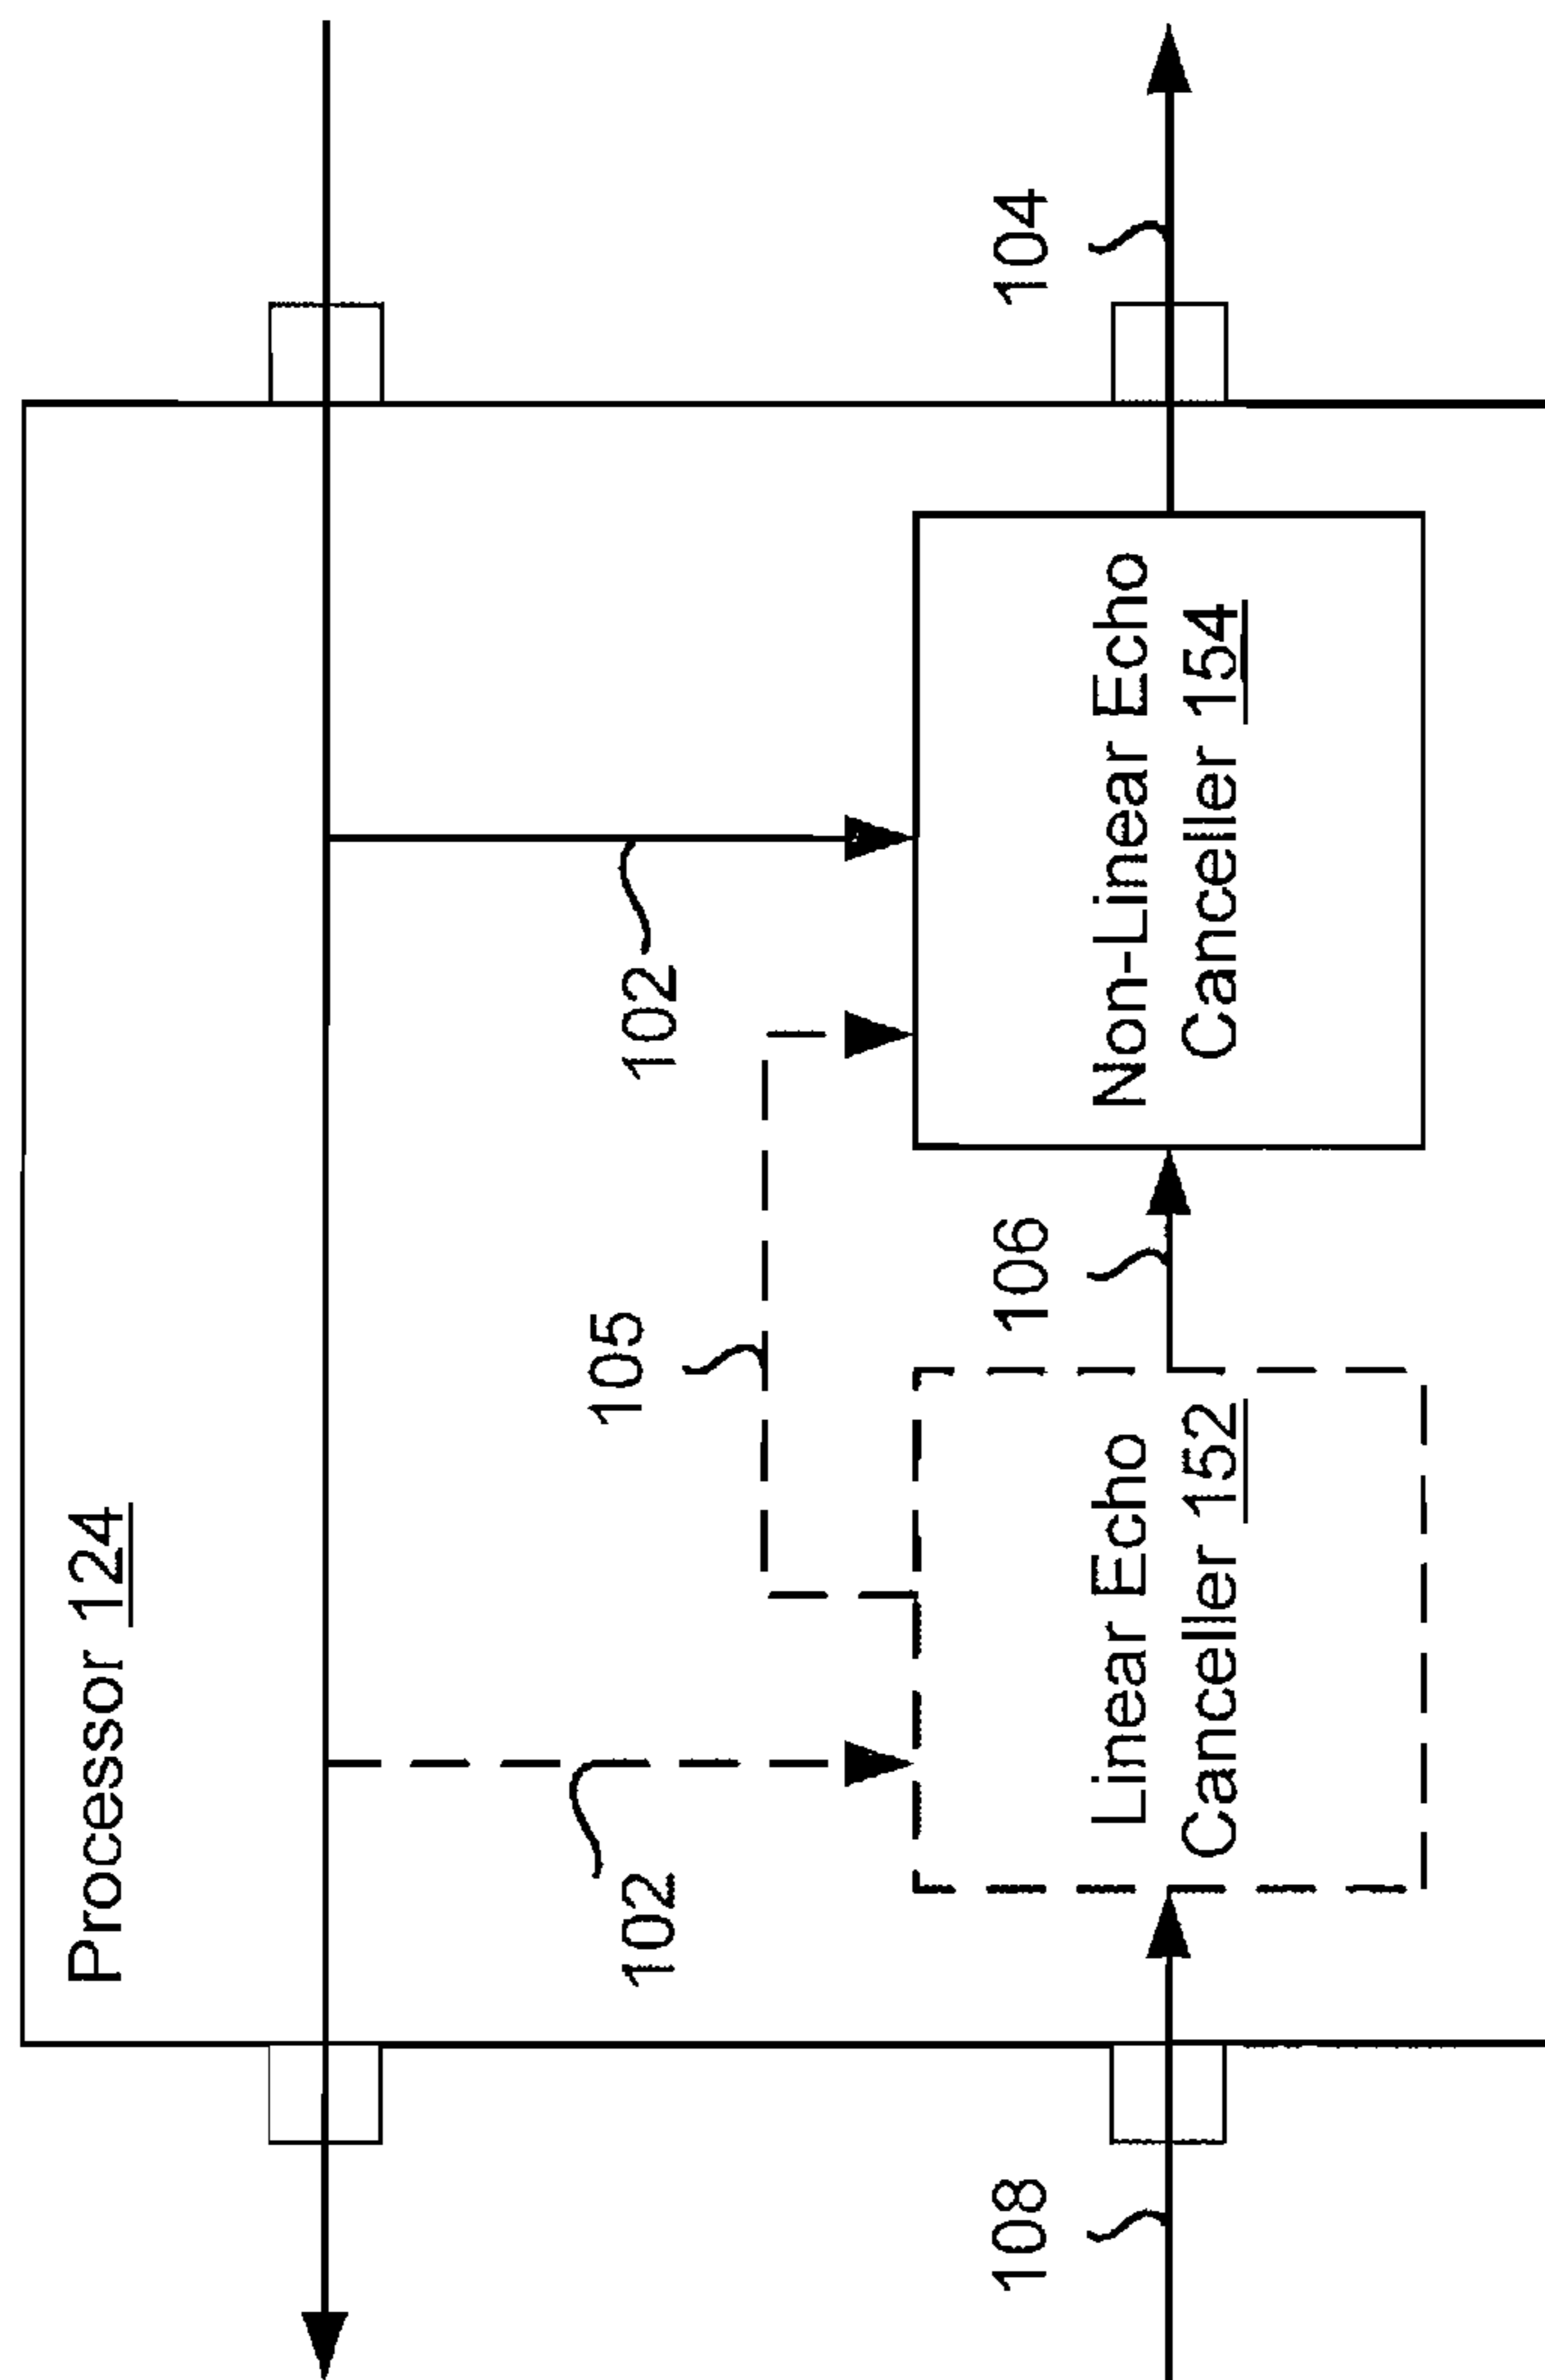 Processor 124
102
102
105
Linear Echo
Canceller 152
Non-Linear Echo
Canceller 154
108
106
104